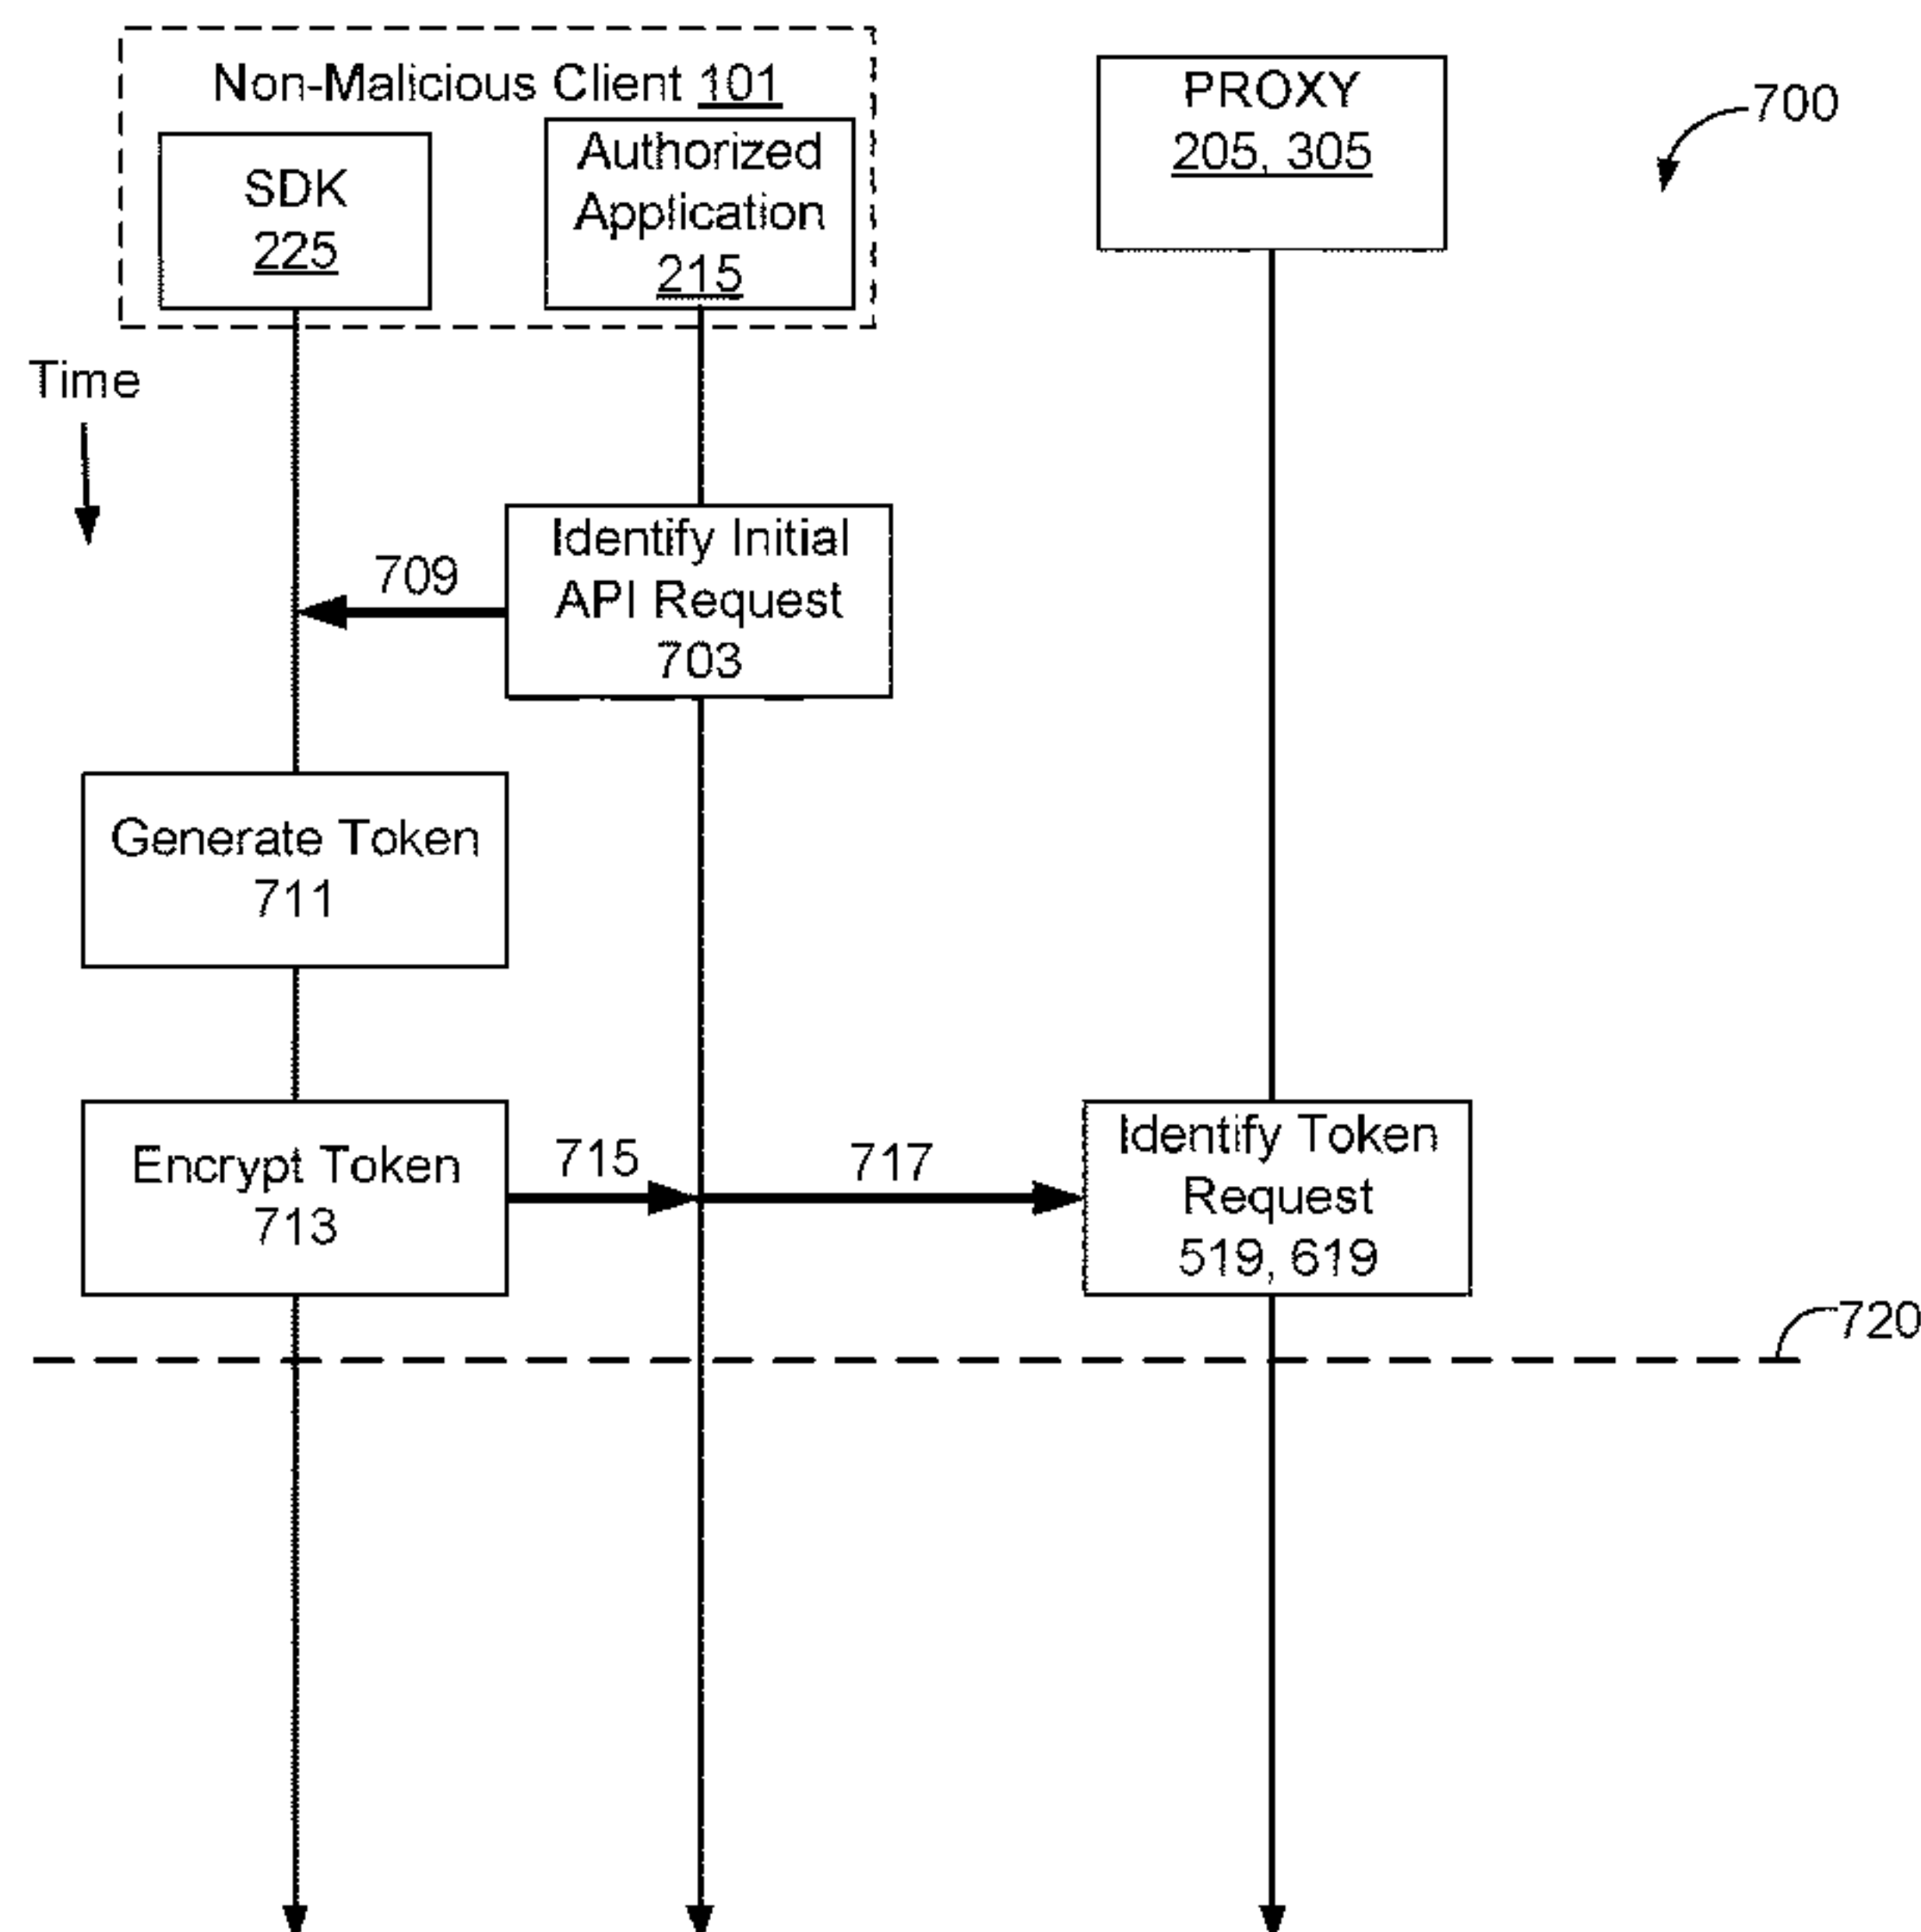 Non-Malicious Client 101
SDK
225
Authorized
Application
215
PROXY
205, 305
700
Time
Identify Initial
API Request
703
709
Generate Token
711
Encrypt Token
713
715
717
Identify Token
Request
519, 619
720